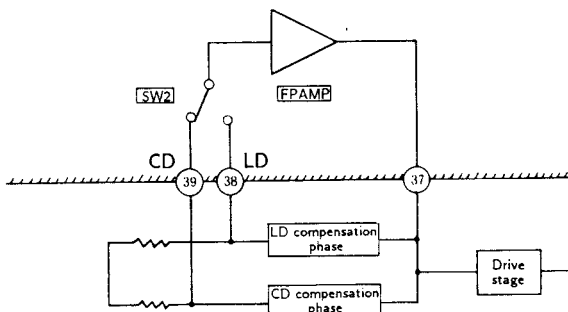 SW2
FPAMP
CD
LD
39
38
37
LD compensation
phase
CD compensation
phase
Drive
stage